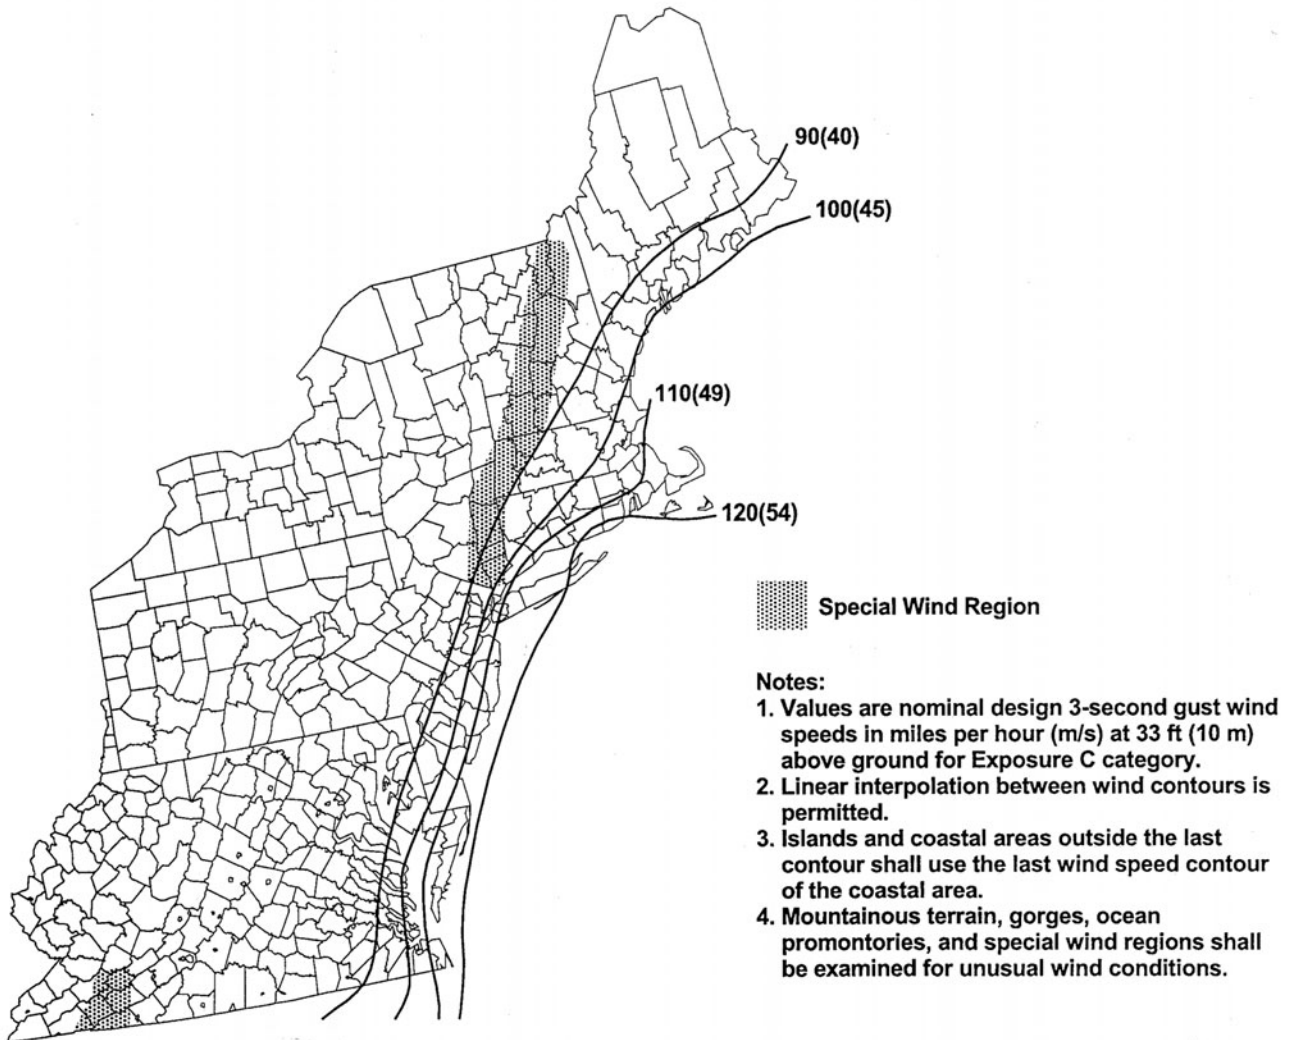 90(40)
100(45)
110(49)
120(54)
Special Wind Region
Notes:
1. Values are nominal design 3-second gust wind
speeds in miles per hour (m/s) at 33 ft (10 m)
above ground for Exposure C category.
2. Linear interpolation between wind contours is
permitted.
3. Islands and coastal areas outside the last
contour shall use the last wind speed contour
of the coastal area.
4. Mountainous terrain, gorges, ocean
promontories, and special wind regions shall
be examined for unusual wind conditions.